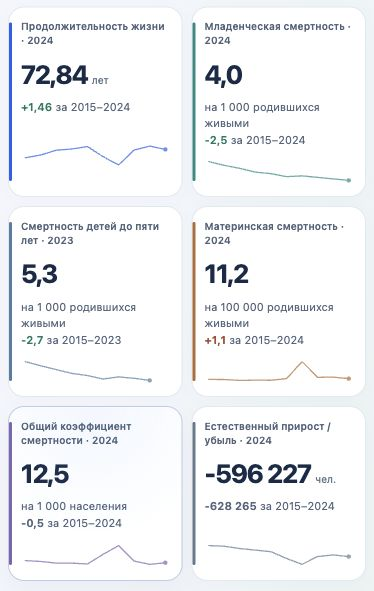 Продолжительность жизни
· 2024
72,84 лет
+1,46 за 2015–2024
Младенческая смертность ·
2024
4,0
на 1 000 родившихся
живыми
-2,5 за 2015–2024
Смертность детей до пяти
лет · 2023
5,3
на 1 000 родившихся
живыми
-2,7 за 2015–2023
Материнская смертность ·
2024
11,2
на 100 000 родившихся
живыми
+1,1 за 2015–2024
Общий коэффициент
смертности · 2024
12,5
на 1 000 населения
-0,5 за 2015–2024
Естественный прирост /
убыль · 2024
-596 227 чел.
-628 265 за 2015–2024